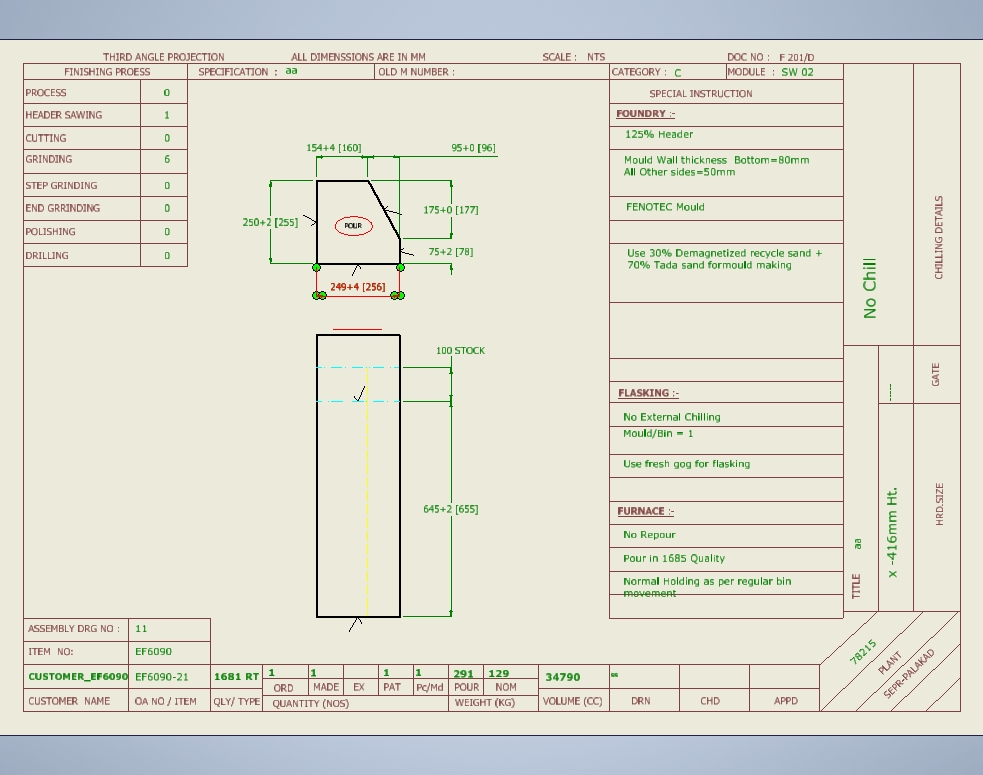 THIRD ANGLE PROJECTION ALL DIMENSSIONS ARE IN MM SCALE : NTS DOC NO : F 201/D
FINISHING PROESS SPECIFICATION : aa OLD M NUMBER : CATEGORY : C MODULE : SW 02
PROCESS 0
HEADER SAWING 1
CUTTING 0
GRINDING 6
STEP GRINDING 0
END GRRINDING 0
POLISHING 0
DRILLING 0
154+4 [160] 95+0 [96]
250+2 [255] POUR 175+0 [177]
75+2 [78]
249+4 [256]
100 STOCK
645+2 [655]
SPECIAL INSTRUCTION
FOUNDRY :-
125% Header
Mould Wall thickness Bottom=80mm
All Other sides=50mm
FENOTEC Mould
Use 30% Demagnetized recycle sand +
70% Tada sand formould making
FLASKING :-
No External Chilling
Mould/Bin = 1
Use fresh gog for flasking
FURNACE :-
No Repour
Pour in 1685 Quality
Normal Holding as per regular bin
movement
No Chill
CHILLING DETAILS
-----
GATE
TITLE aa
x -416mm Ht.
HRD.SIZE
ASSEMBLY DRG NO : 11
ITEM NO: EF6090
CUSTOMER_EF6090 EF6090-21 1681 RT 1 1 1 1 291 129 34790
ORD MADE EX PAT Pc/Md POUR NOM
CUSTOMER NAME OA NO / ITEM QLY/ TYPE QUANTITY (NOS) WEIGHT (KG) VOLUME (CC) DRN CHD APPD
78215
PLANT
SEPR-PALAKAD